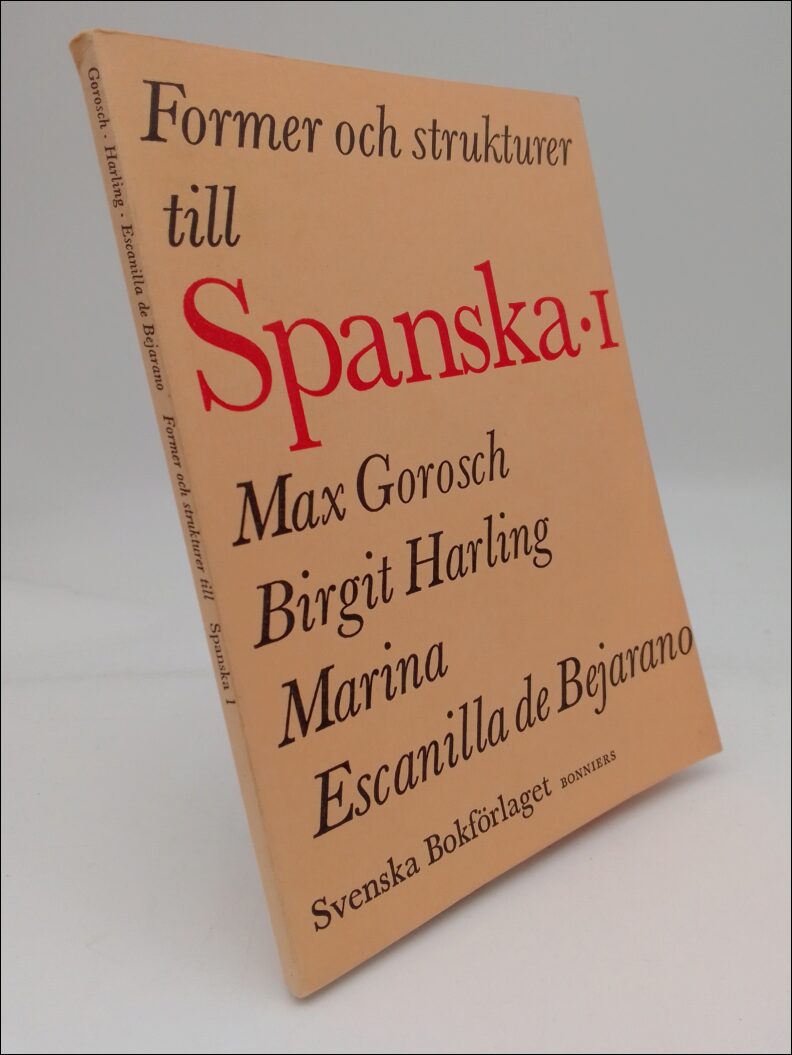 Former och strukturer
till
Spanska·I
Max Gorosch
Birgit Harling
Marina
Escanilla de Bejarano
Svenska Bokförlaget BONNIERS
Gorosch · Harling · Escanilla de Bejarano Former och strukturer till Spanska 1